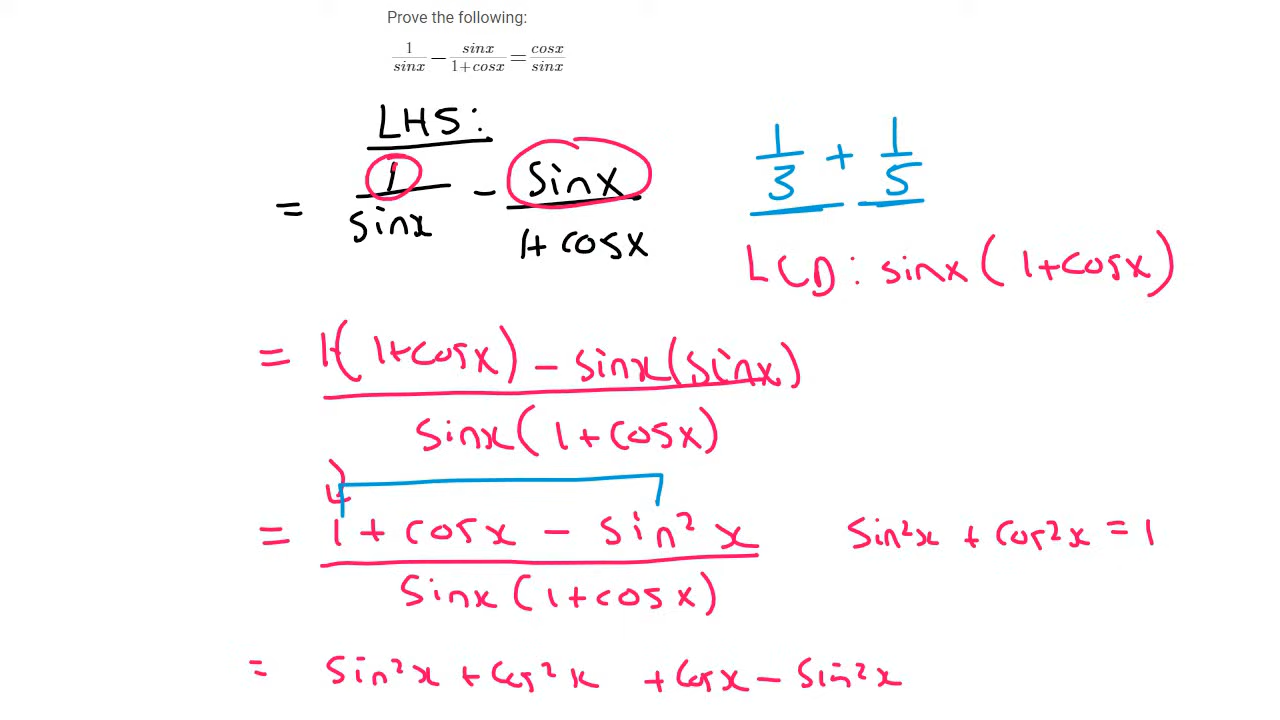 Prove the following:
1/sinx − sinx/1+cosx = cosx/sinx
LHS:
= 1/sinx − sinx/1+cosx
1/3 + 1/5
LCD: sinx(1+cosx)
= 1(1+cosx) − sinx(sinx)
sinx(1+cosx)
= 1 + cosx − sin²x
sinx(1+cosx)
sin²x + cos²x = 1
= sin²x + cos²x + cosx − sin²x